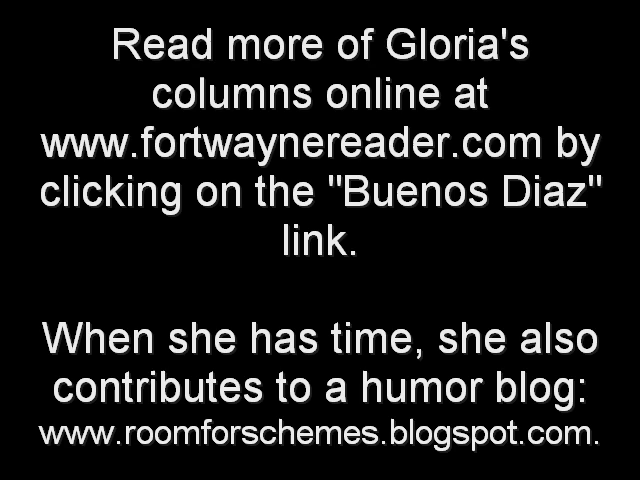 Read more of Gloria's
columns online at
www.fortwaynereader.com by
clicking on the "Buenos Diaz"
link.
When she has time, she also
contributes to a humor blog:
www.roomforschemes.blogspot.com.